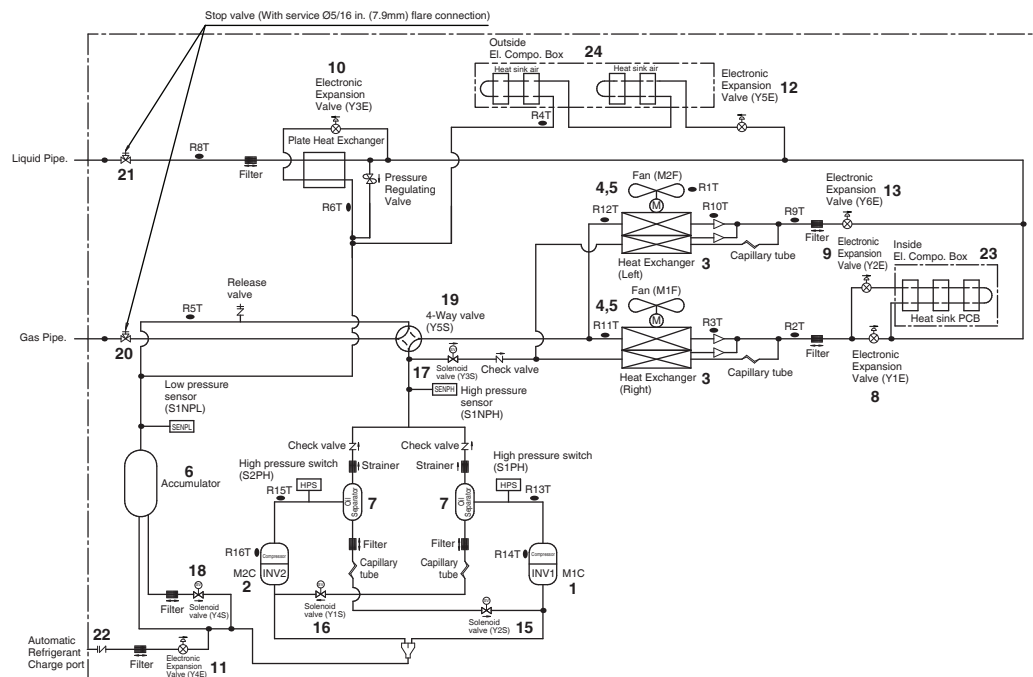 Stop valve (With service Ø5/16 in. (7.9mm) flare connection)
Outside
El. Compo. Box
24
Heat sink air
Heat sink air
10
Electronic
Expansion
Valve (Y3E)
Electronic
Expansion
Valve (Y5E)
12
R4T
Plate Heat Exchanger
Liquid Pipe.
R8T
21
Filter
Pressure
Regulating
Valve
R6T
4,5
Fan (M2F)
R1T
M
R12T
R10T
R9T
Electronic
Expansion
Valve (Y6E)
13
Filter
Heat Exchanger
(Left)
3
Capillary tube
9
Electronic
Expansion
Valve (Y2E)
Inside
El. Compo. Box
23
Heat sink PCB
Release
valve
R5T
19
4-Way valve
(Y5S)
4,5
Fan (M1F)
M
Gas Pipe.
20
R11T
R3T
R2T
Filter
Electronic
Expansion
Valve (Y1E)
8
17
Solenoid
valve (Y3S)
Check valve
Heat Exchanger
(Right)
3
Capillary tube
Low pressure
sensor
(S1NPL)
SENPL
SENPH
High pressure
sensor
(S1NPH)
Check valve
Check valve
High pressure switch
(S2PH)
Strainer
Strainer
High pressure switch
(S1PH)
6
Accumulator
R15T
HPS
Oil
Separator
7
7
Oil
Separator
HPS
R13T
R16T
Compressor
INV2
M2C
2
Filter
Capillary
tube
Filter
Capillary
tube
R14T
Compressor
INV1
M1C
1
18
Solenoid
valve (Y4S)
Filter
Solenoid
valve (Y1S)
16
Solenoid
valve (Y2S)
15
Automatic
Refrigerant
Charge port
22
Filter
Electronic
Expansion
Valve (Y4E)
11